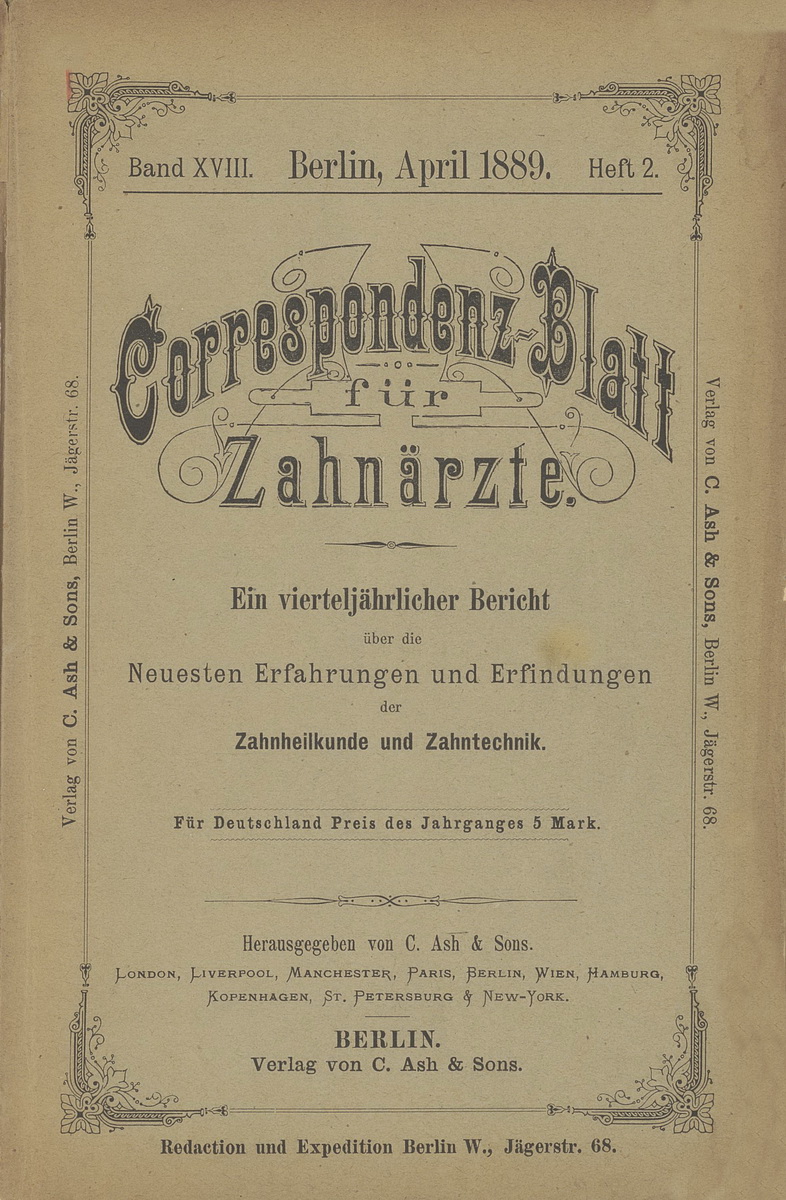 Band XVIII. Berlin, April 1889. Heft 2.
Correspondenz-Blatt
für
Zahnärzte.
Ein vierteljährlicher Bericht
über die
Neuesten Erfahrungen und Erfindungen
der
Zahnheilkunde und Zahntechnik.
Für Deutschland Preis des Jahrganges 5 Mark.
Herausgegeben von C. Ash & Sons.
London, Liverpool, Manchester, Paris, Berlin, Wien, Hamburg,
Kopenhagen, St. Petersburg & New-York.
BERLIN.
Verlag von C. Ash & Sons.
Redaction und Expedition Berlin W., Jägerstr. 68.
Verlag von C. Ash & Sons, Berlin W., Jägerstr. 68.
Verlag von C. Ash & Sons, Berlin W., Jägerstr. 68.